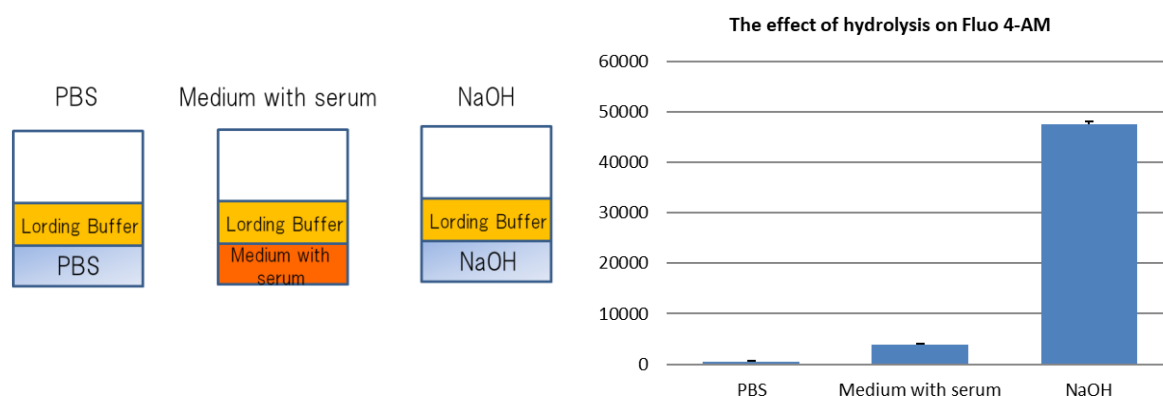 PBS
Medium with serum
NaOH
Lording Buffer
PBS
Lording Buffer
Medium with
serum
Lording Buffer
NaOH
The effect of hydrolysis on Fluo 4-AM
60000
50000
40000
30000
20000
10000
0
PBS
Medium with serum
NaOH